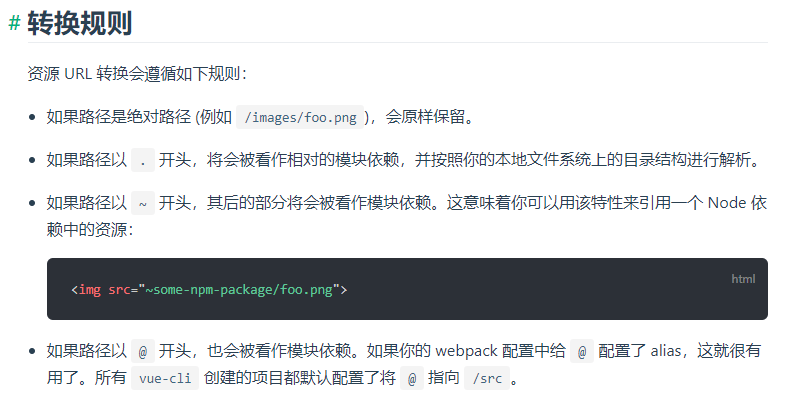 # 转换规则
资源 URL 转换会遵循如下规则：
• 如果路径是绝对路径 (例如 /images/foo.png)，会原样保留。
• 如果路径以 . 开头，将会被看作相对的模块依赖，并按照你的本地文件系统上的目录结构进行解析。
• 如果路径以 ~ 开头，其后的部分将会被看作模块依赖。这意味着你可以用该特性来引用一个 Node 依
赖中的资源：
html
<img src="~some-npm-package/foo.png">
• 如果路径以 @ 开头，也会被看作模块依赖。如果你的 webpack 配置中给 @ 配置了 alias，这就很有
用了。所有 vue-cli 创建的项目都默认配置了将 @ 指向 /src。